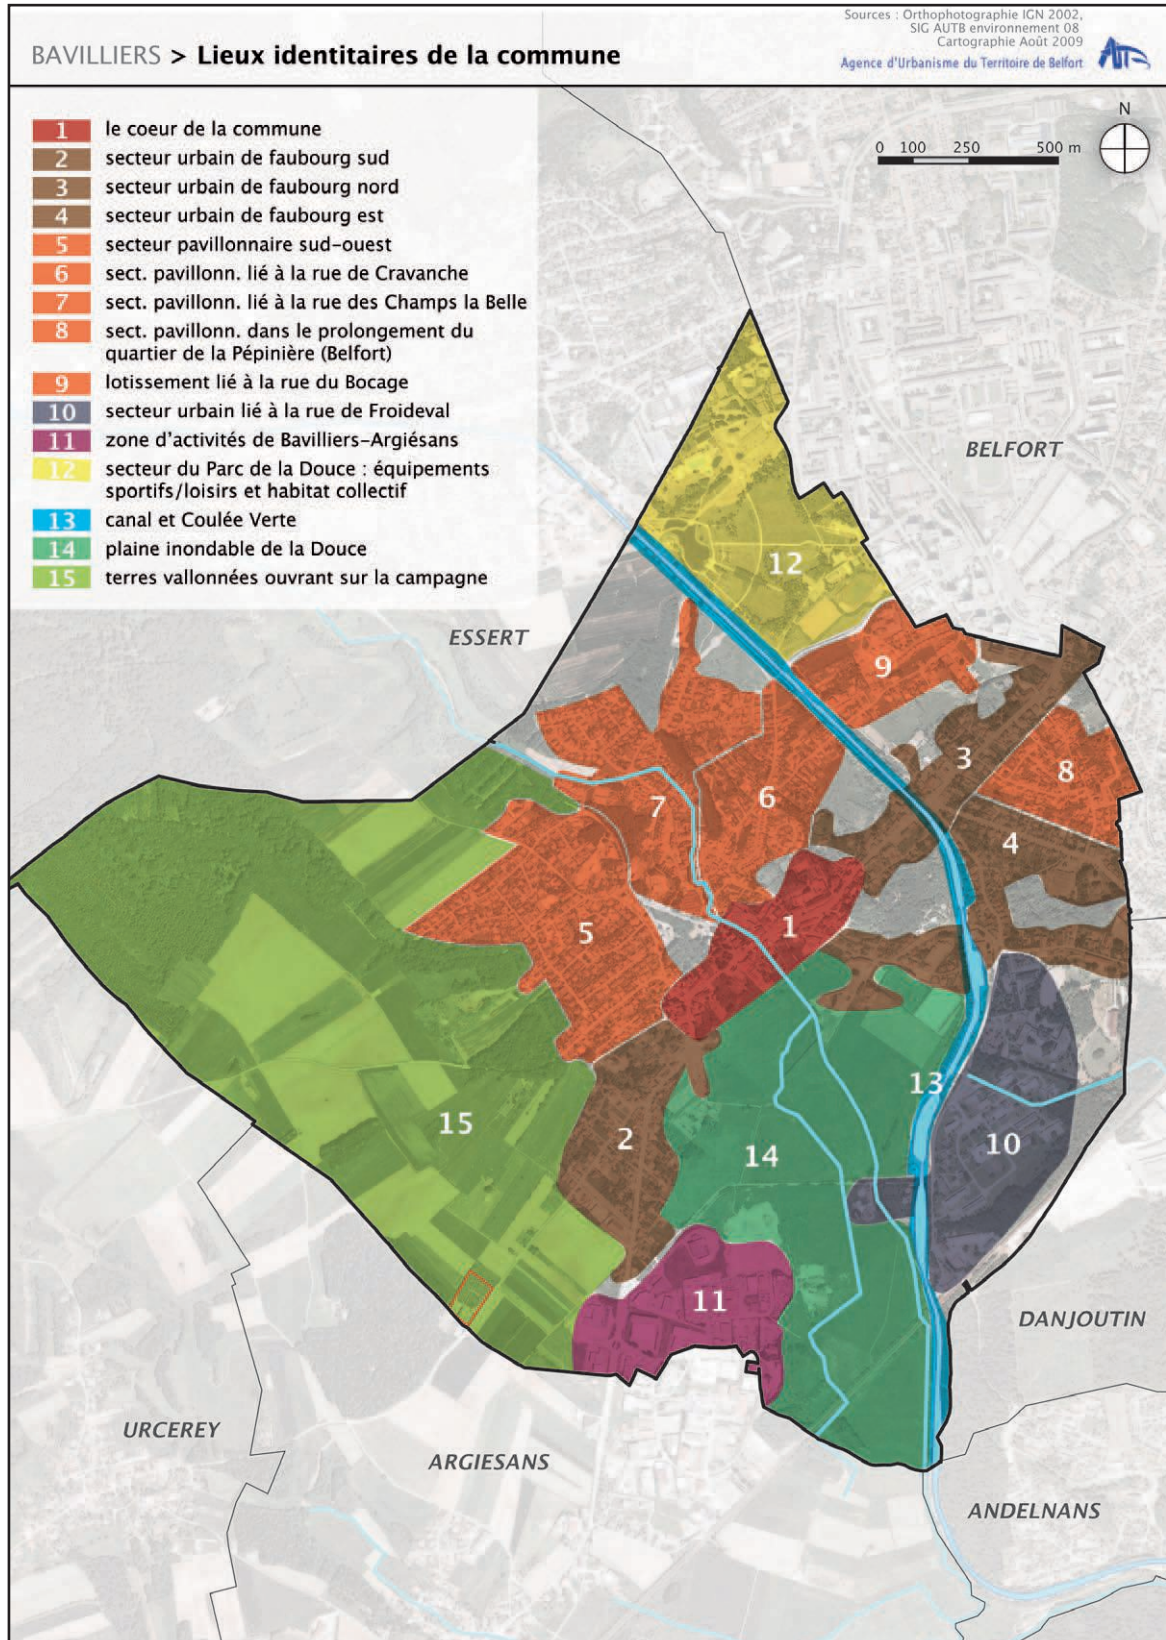 Sources : Orthophotographie IGN 2002,
SIG AUTB environnement 08
Cartographie Août 2009
Agence d'Urbanisme du Territoire de Belfort
BAVILLIERS > Lieux identitaires de la commune
N
0 100 250 500 m
1 le coeur de la commune
2 secteur urbain de faubourg sud
3 secteur urbain de faubourg nord
4 secteur urbain de faubourg est
5 secteur pavillonnaire sud-ouest
6 sect. pavillonn. lié à la rue de Cravanche
7 sect. pavillonn. lié à la rue des Champs la Belle
8 sect. pavillonn. dans le prolongement du
quartier de la Pépinière (Belfort)
9 lotissement lié à la rue du Bocage
10 secteur urbain lié à la rue de Froideval
11 zone d'activités de Bavilliers-Argiésans
12 secteur du Parc de la Douce : équipements
sportifs/loisirs et habitat collectif
13 canal et Coulée Verte
14 plaine inondable de la Douce
15 terres vallonnées ouvrant sur la campagne
BELFORT
12
ESSERT
9
3
8
6
7
4
1
5
13
15
2
14
10
11
DANJOUTIN
URCEREY
ARGIESANS
ANDELNANS